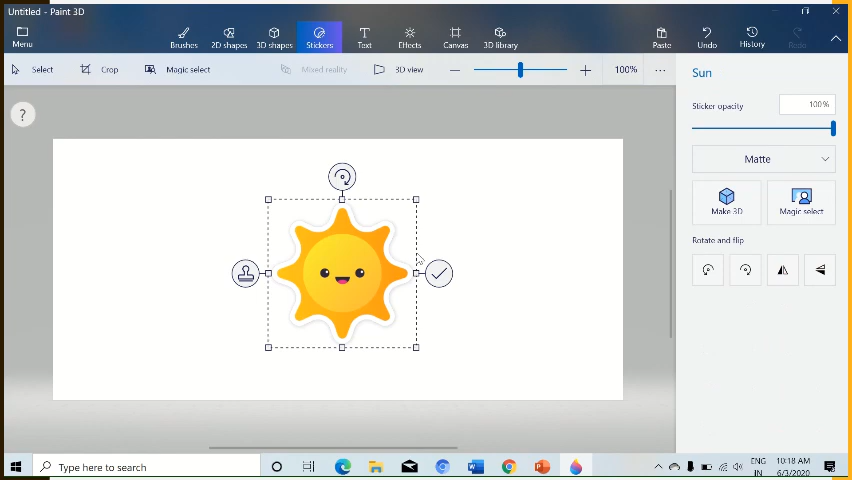 Untitled - Paint 3D
Menu
Brushes
2D shapes
3D shapes
Stickers
Text
Effects
Canvas
3D library
Paste
Undo
History
Redo
Select
Crop
Magic select
Mixed reality
3D view
100%
Sun
?
Sticker opacity
100%
Matte
Make 3D
Magic select
Rotate and flip
Type here to search
ENG
IN
10:18 AM
6/3/2020